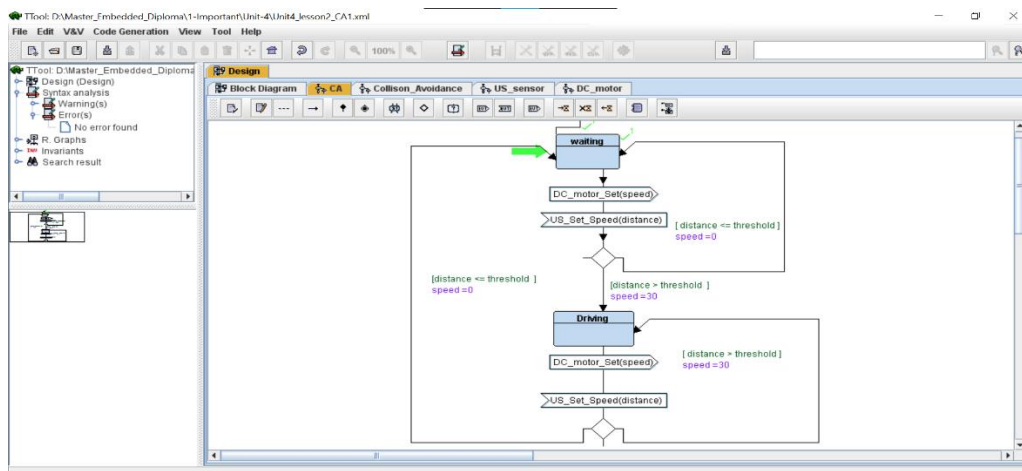 TTool: D:\Master_Embedded_Diploma\1-Important\Unit-4\Unit4_lesson2_CA1.xml
File Edit V&V Code Generation View Tool Help
100%
TTool: D:\Master_Embedded_Diploma
Design (Design)
Syntax analysis
Warning(s)
Error(s)
No error found
R. Graphs
Invariants
Search result
Design
Block Diagram CA Collison_Avoidance US_sensor DC_motor
waiting
DC_motor_Set(speed)
US_Set_Speed(distance)
[ distance <= threshold ]
speed =0
[distance <= threshold ]
speed =0
[distance > threshold ]
speed =30
Driving
DC_motor_Set(speed)
[ distance > threshold ]
speed =30
US_Set_Speed(distance)